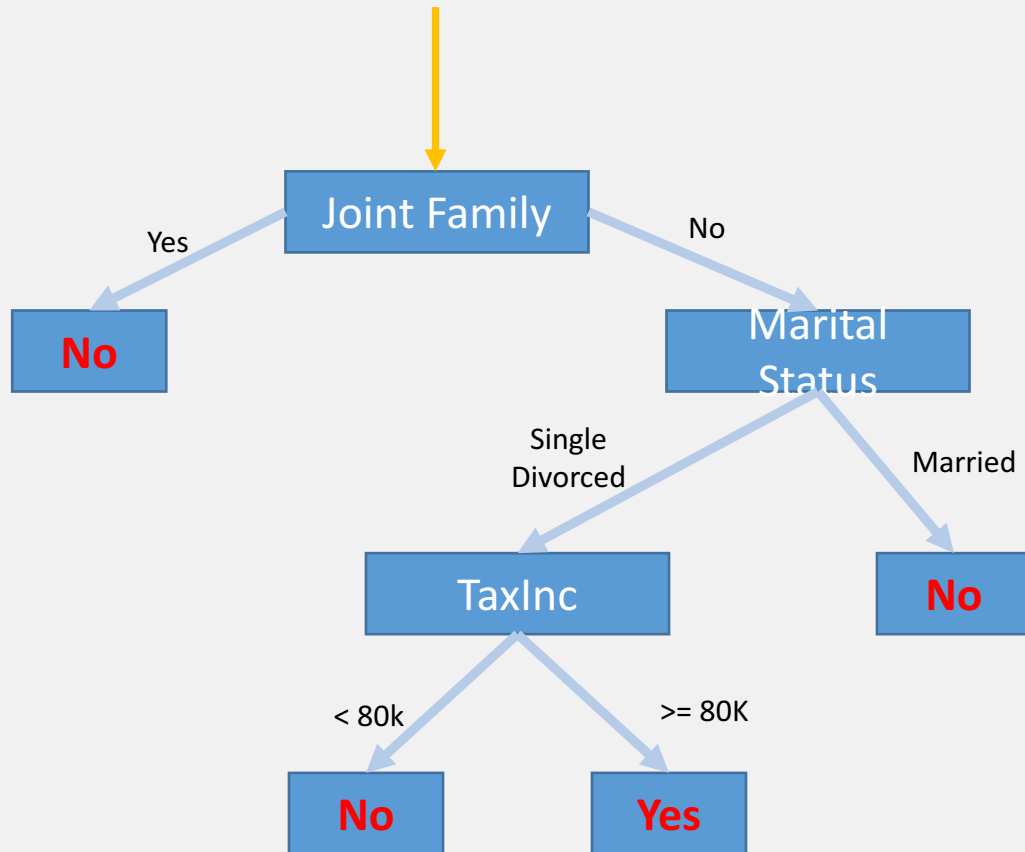 Joint Family
Yes
No
No
Marital
Status
Single
Divorced
Married
TaxInc
No
< 80k
>= 80K
No
Yes